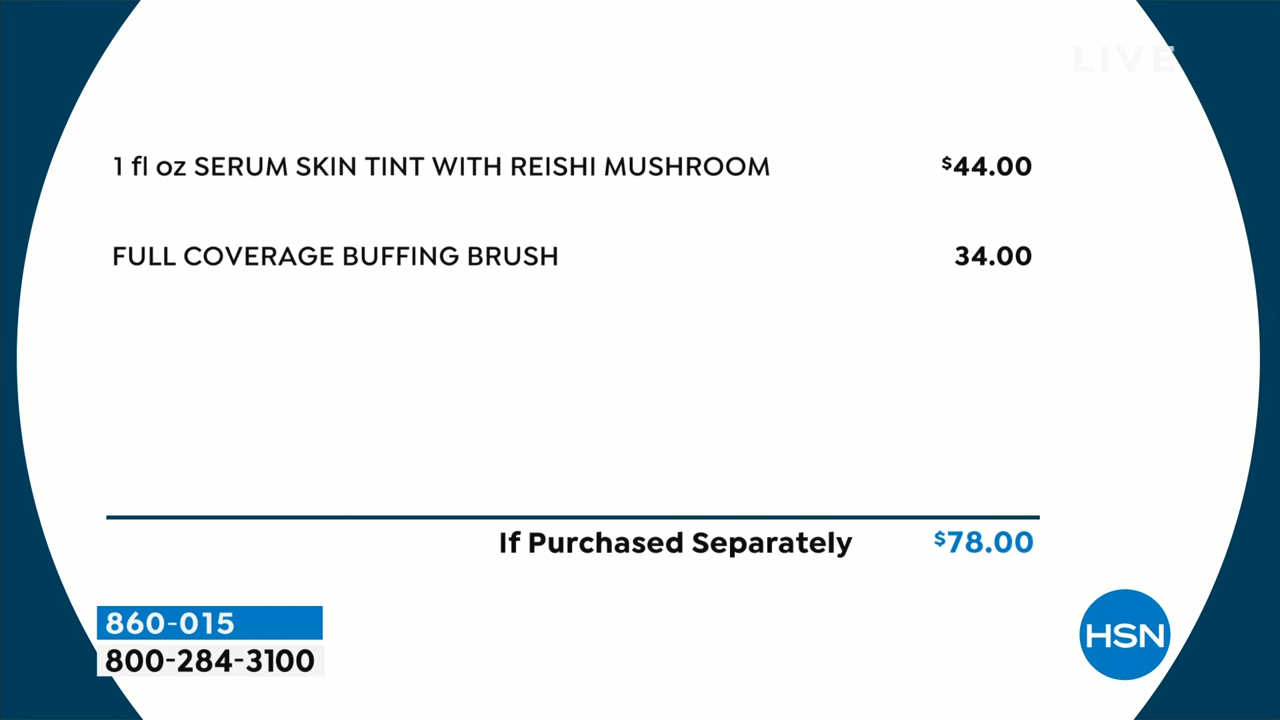 LIVE
1 fl oz SERUM SKIN TINT WITH REISHI MUSHROOM $44.00
FULL COVERAGE BUFFING BRUSH 34.00
If Purchased Separately $78.00
860-015
800-284-3100
HSN